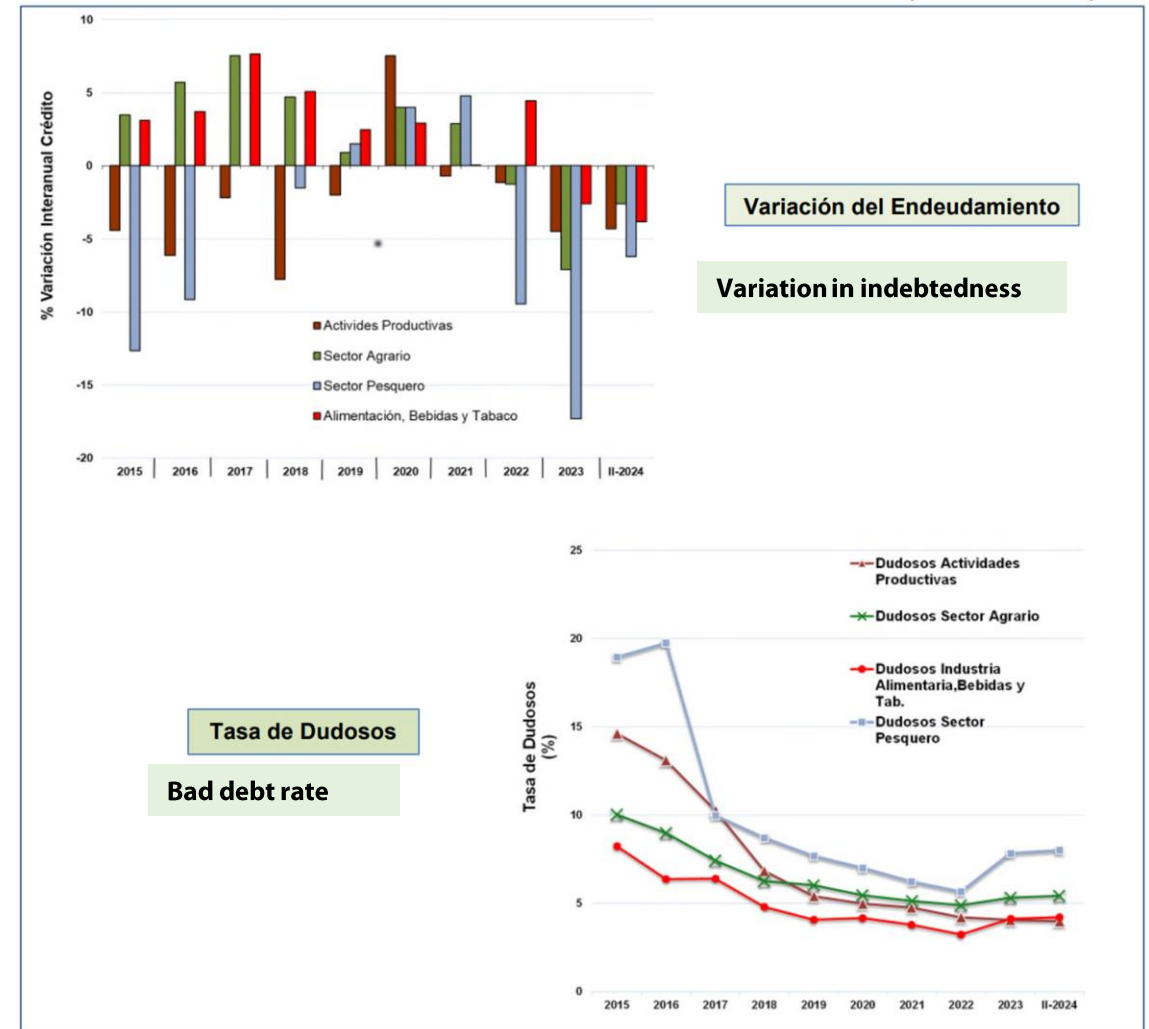 10
5
0
-5
-10
-15
-20
% Variación Interanual Crédito
Activides Productivas
Sector Agrario
Sector Pesquero
Alimentación, Bebidas y Tabaco
2015 2016 2017 2018 2019 2020 2021 2022 2023 II-2024
Variación del Endeudamiento
Variation in indebtedness
Tasa de Dudosos
Bad debt rate
25
20
15
10
5
0
Tasa de Dudosos
(%)
Dudosos Actividades
Productivas
Dudosos Sector Agrario
Dudosos Industria
Alimentaria,Bebidas y
Tab.
Dudosos Sector
Pesquero
2015 2016 2017 2018 2019 2020 2021 2022 2023 II-2024